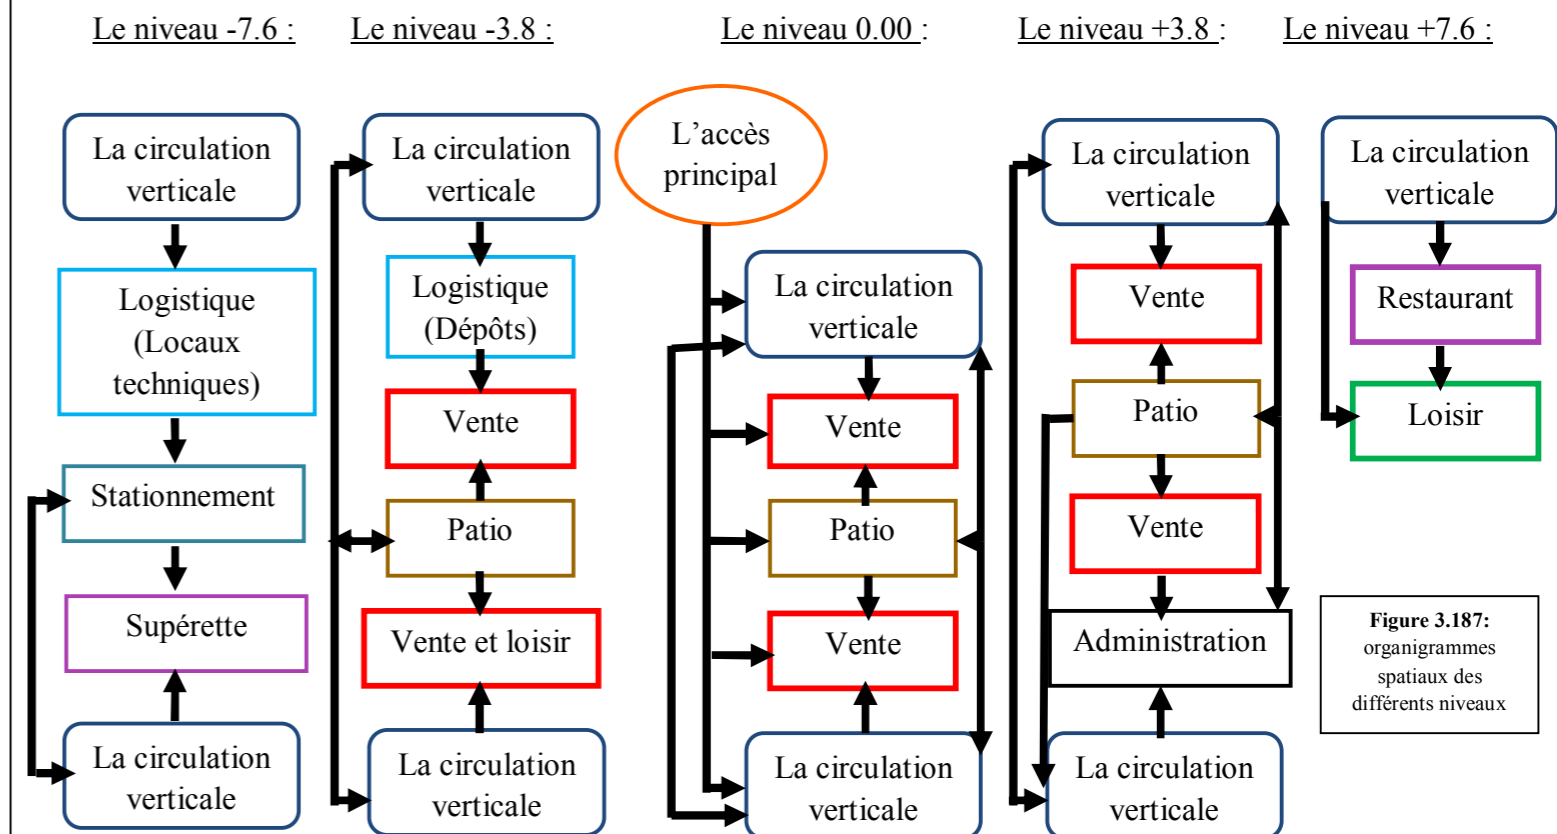 Le niveau -7.6 :
La circulation
verticale
Logistique
(Locaux
techniques)
Stationnement
Supérette
La circulation
verticale
Le niveau -3.8 :
La circulation
verticale
Logistique
(Dépôts)
Vente
Patio
Vente et loisir
La circulation
verticale
Le niveau 0.00 :
L’accès
principal
La circulation
verticale
Vente
Patio
Vente
La circulation
verticale
Le niveau +3.8 :
La circulation
verticale
Vente
Patio
Vente
Administration
La circulation
verticale
Le niveau +7.6 :
La circulation
verticale
Restaurant
Loisir
Figure 3.187:
organigrammes
spatiaux des
différents niveaux